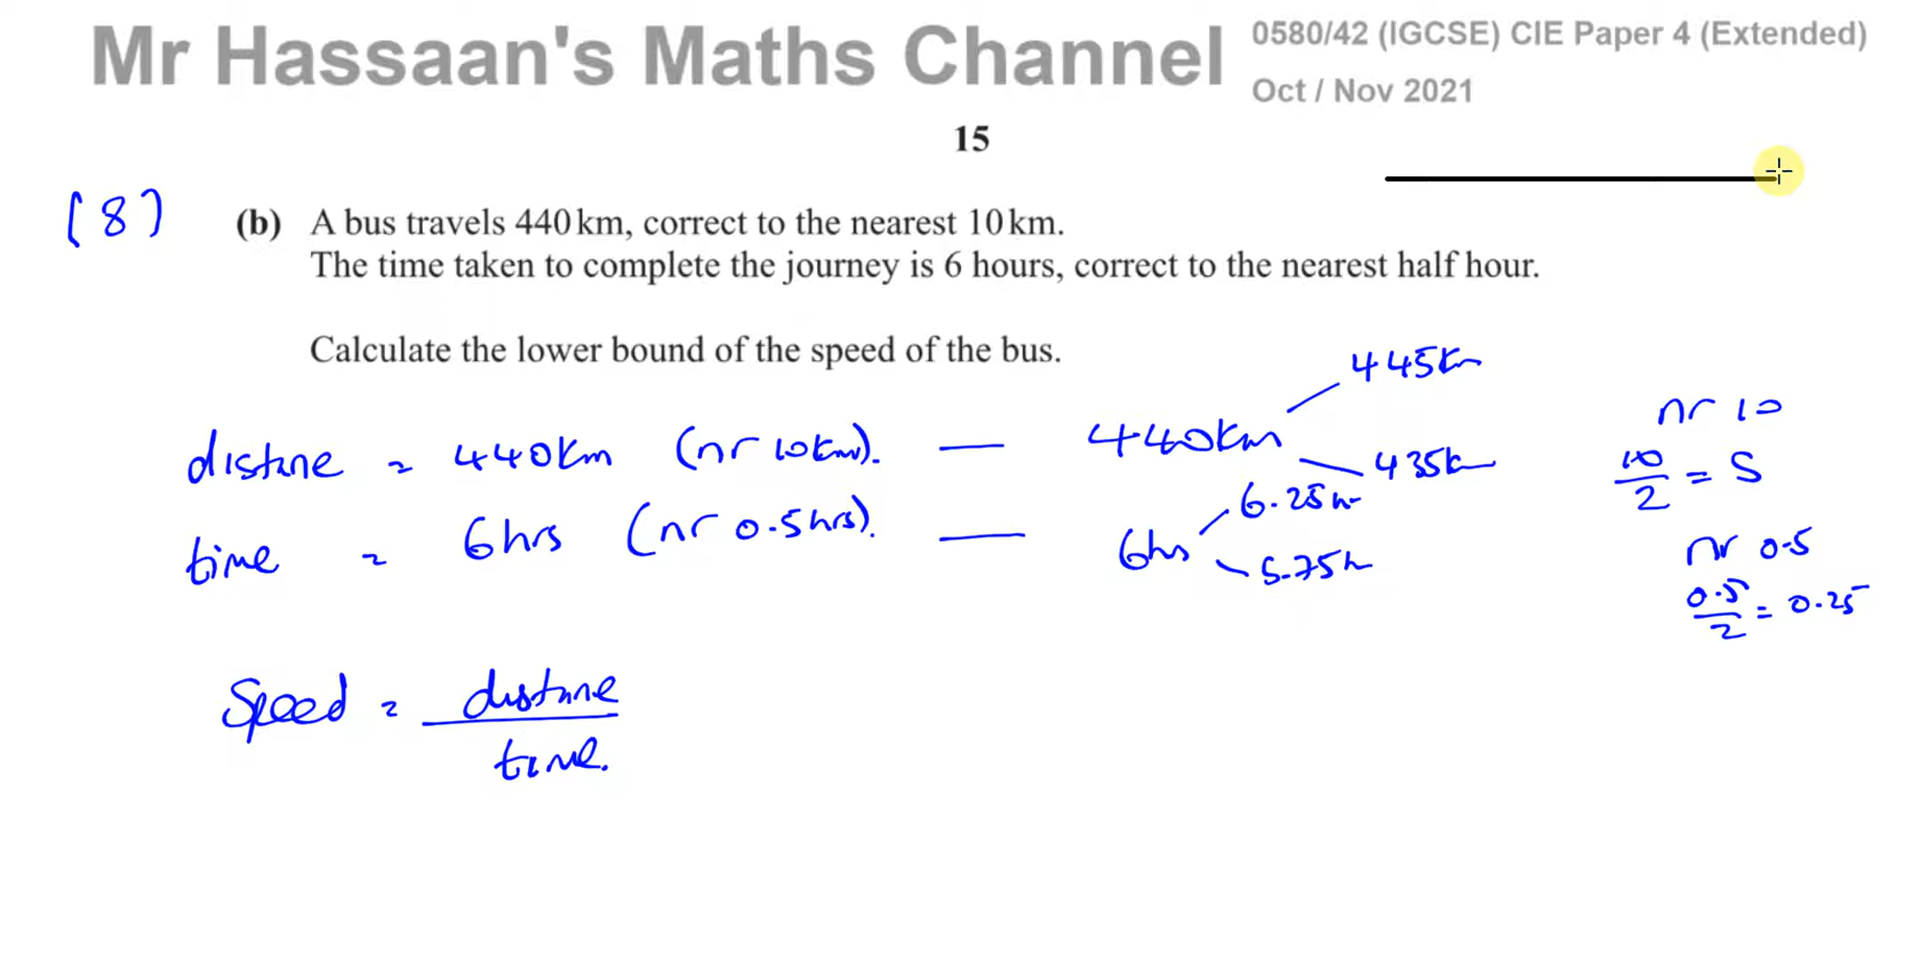 Mr Hassaan's Maths Channel
0580/42 (IGCSE) CIE Paper 4 (Extended)
Oct / Nov 2021
15
(8) (b) A bus travels 440 km, correct to the nearest 10 km.
The time taken to complete the journey is 6 hours, correct to the nearest half hour.
Calculate the lower bound of the speed of the bus.
distane = 440km (nr 10km). — 440km
445km
435km
time = 6hrs (nr 0.5hrs). — 6hs
6.25hr
5.75h
nr 10
10/2 = 5
nr 0.5
0.5/2 = 0.25
Speed = distane
time.